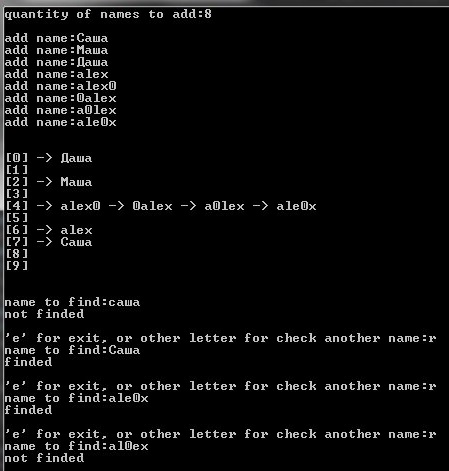 quantity of names to add:8
add name:Саша
add name:Маша
add name:Даша
add name:alex
add name:alex0
add name:0alex
add name:a0lex
add name:ale0x
[0] -> Даша
[1]
[2] -> Маша
[3]
[4] -> alex0 -> 0alex -> a0lex -> ale0x
[5]
[6] -> alex
[7] -> Саша
[8]
[9]
name to find:саша
not finded
'e' for exit, or other letter for check another name:r
name to find:Саша
finded
'e' for exit, or other letter for check another name:r
name to find:ale0x
finded
'e' for exit, or other letter for check another name:r
name to find:al0ex
not finded